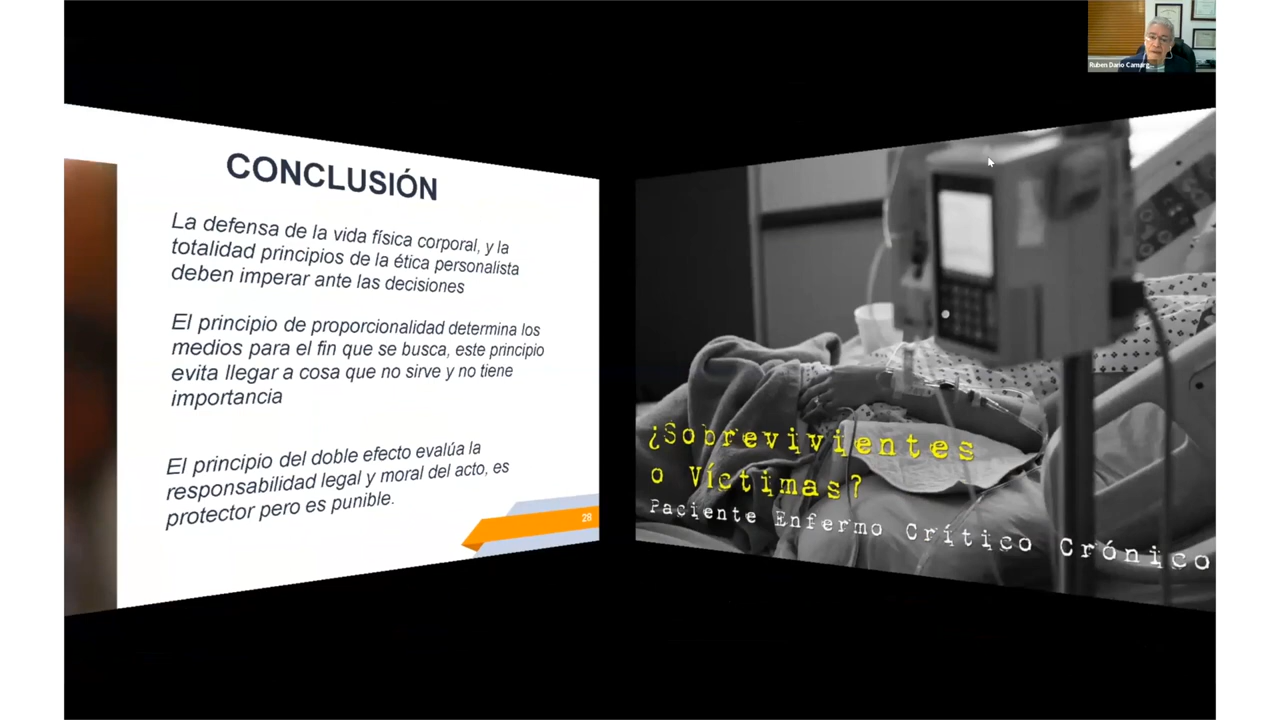 Ruben Dario Camarg...
CONCLUSIÓN
La defensa de la vida física corporal, y la
totalidad principios de la ética personalista
deben imperar ante las decisiones
El principio de proporcionalidad determina los
medios para el fin que se busca, este principio
evita llegar a cosa que no sirve y no tiene
importancia
El principio del doble efecto evalúa la
responsabilidad legal y moral del acto, es
protector pero es punible.
28
¿Sobrevivientes
o Víctimas?
Paciente Enfermo Crítico Crónico